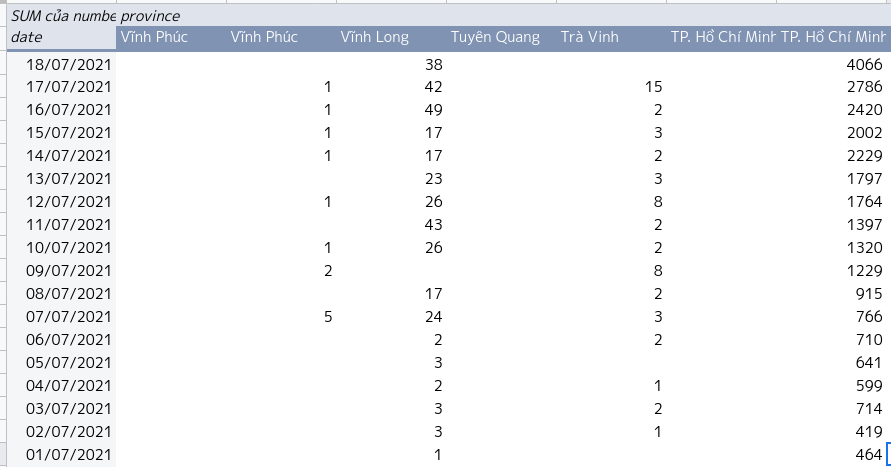 SUM của numbe province
date Vĩnh Phúc Vĩnh Phúc Vĩnh Long Tuyên Quang Trà Vinh TP. Hồ Chí Minh TP. Hồ Chí Minh
18/07/2021 38 4066
17/07/2021 1 42 15 2786
16/07/2021 1 49 2 2420
15/07/2021 1 17 3 2002
14/07/2021 1 17 2 2229
13/07/2021 23 3 1797
12/07/2021 1 26 8 1764
11/07/2021 43 2 1397
10/07/2021 1 26 2 1320
09/07/2021 2 8 1229
08/07/2021 17 2 915
07/07/2021 5 24 3 766
06/07/2021 2 2 710
05/07/2021 3 641
04/07/2021 2 1 599
03/07/2021 3 2 714
02/07/2021 3 1 419
01/07/2021 1 464